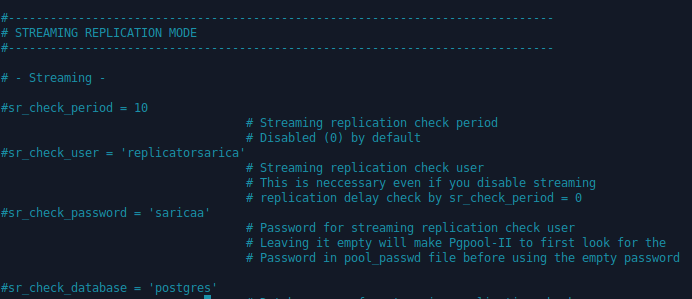 #------------------------------------------------------------------------------
# STREAMING REPLICATION MODE
#------------------------------------------------------------------------------
# - Streaming -
#sr_check_period = 10
# Streaming replication check period
# Disabled (0) by default
#sr_check_user = 'replicatorsarica'
# Streaming replication check user
# This is neccessary even if you disable streaming
# replication delay check by sr_check_period = 0
#sr_check_password = 'saricaa'
# Password for streaming replication check user
# Leaving it empty will make Pgpool-II to first look for the
# Password in pool_passwd file before using the empty password
#sr_check_database = 'postgres'